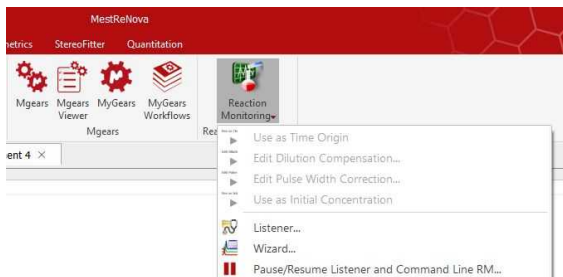 MestReNova
netrics StereoFitter Quantitation
Mgears Mgears Viewer MyGears MyGears Workflows Reaction Monitoring
Mgears Rea
ent 4 ×
Use as Time Origin
Edit Dilution Compensation...
Edit Pulse Width Correction...
Use as Initial Concentration
Listener...
Wizard...
Pause/Resume Listener and Command Line RM...